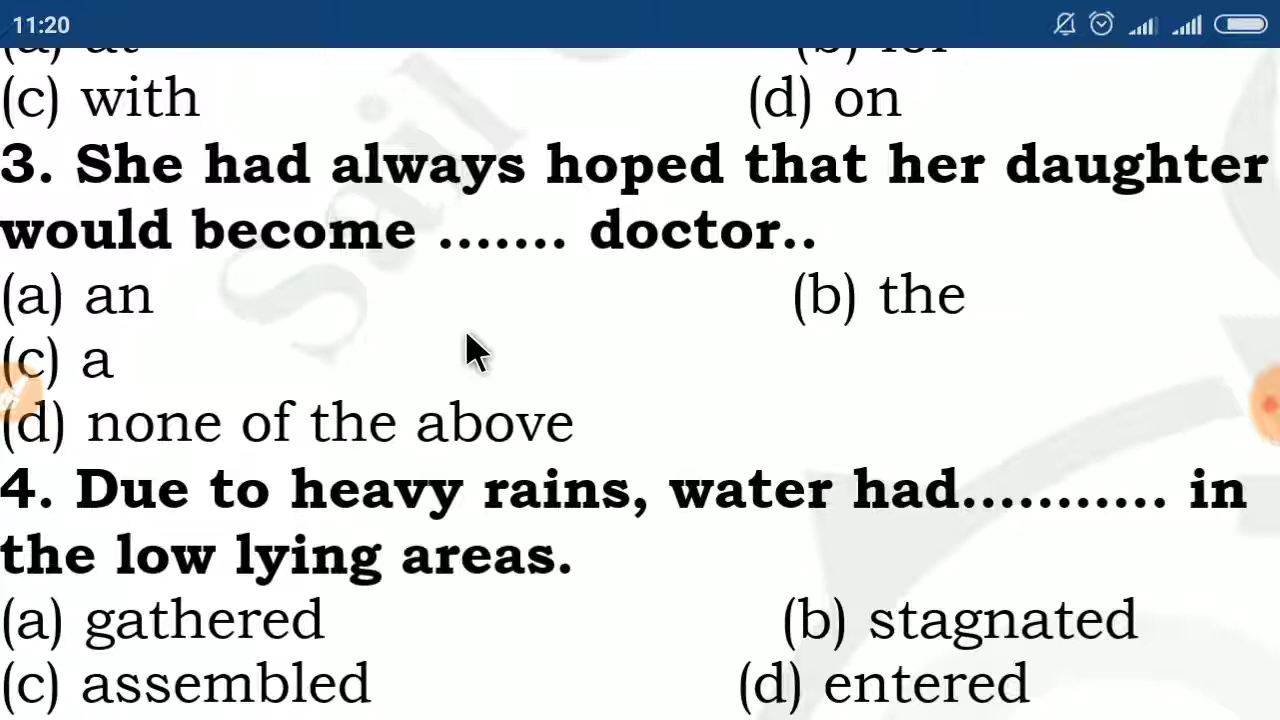 11:20
(c) with (d) on
3. She had always hoped that her daughter
would become ....... doctor..
(a) an (b) the
(c) a
(d) none of the above
4. Due to heavy rains, water had........... in
the low lying areas.
(a) gathered (b) stagnated
(c) assembled (d) entered